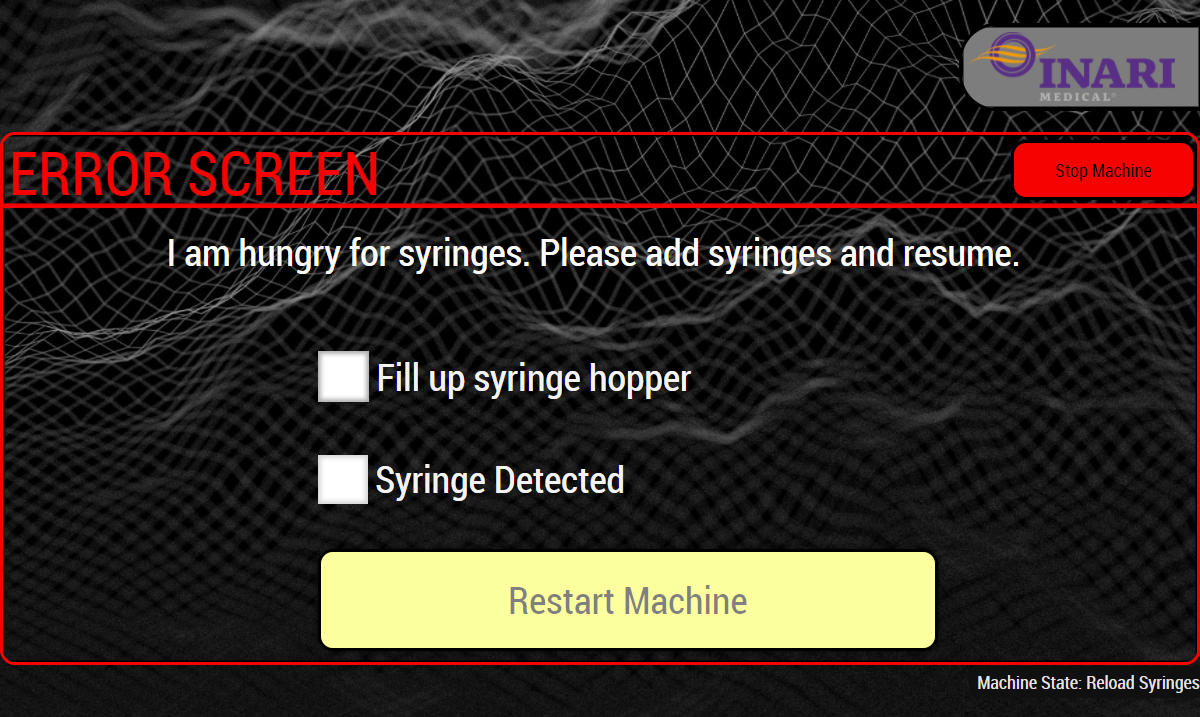 INARI
MEDICAL®
ERROR SCREEN
Stop Machine
I am hungry for syringes. Please add syringes and resume.
Fill up syringe hopper
Syringe Detected
Restart Machine
Machine State: Reload Syringes